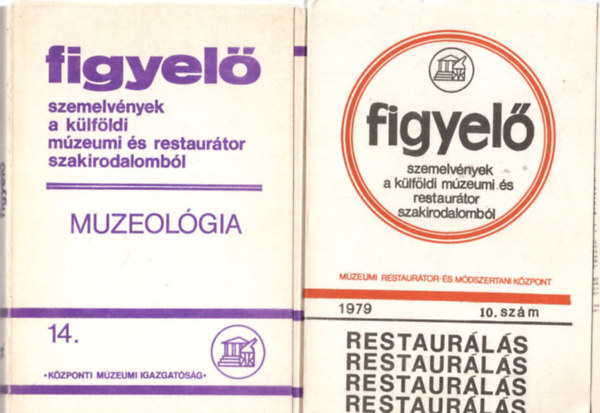 figyelő
szemelvények
a külföldi
múzeumi és restaurátor
szakirodalomból
MUZEOLÓGIA
14.
•KÖZPONTI MÚZEUMI IGAZGATÓSÁG•
figyelő
figyelő
szemelvények
a külföldi múzeumi és
restaurátor
szakirodalomból
MÚZEUMI RESTAURÁTOR-ÉS MÓDSZERTANI KÖZPONT
1979 10. szám
RESTAURÁLÁS
RESTAURÁLÁS
RESTAURÁLÁS
RESTAURÁLÁS